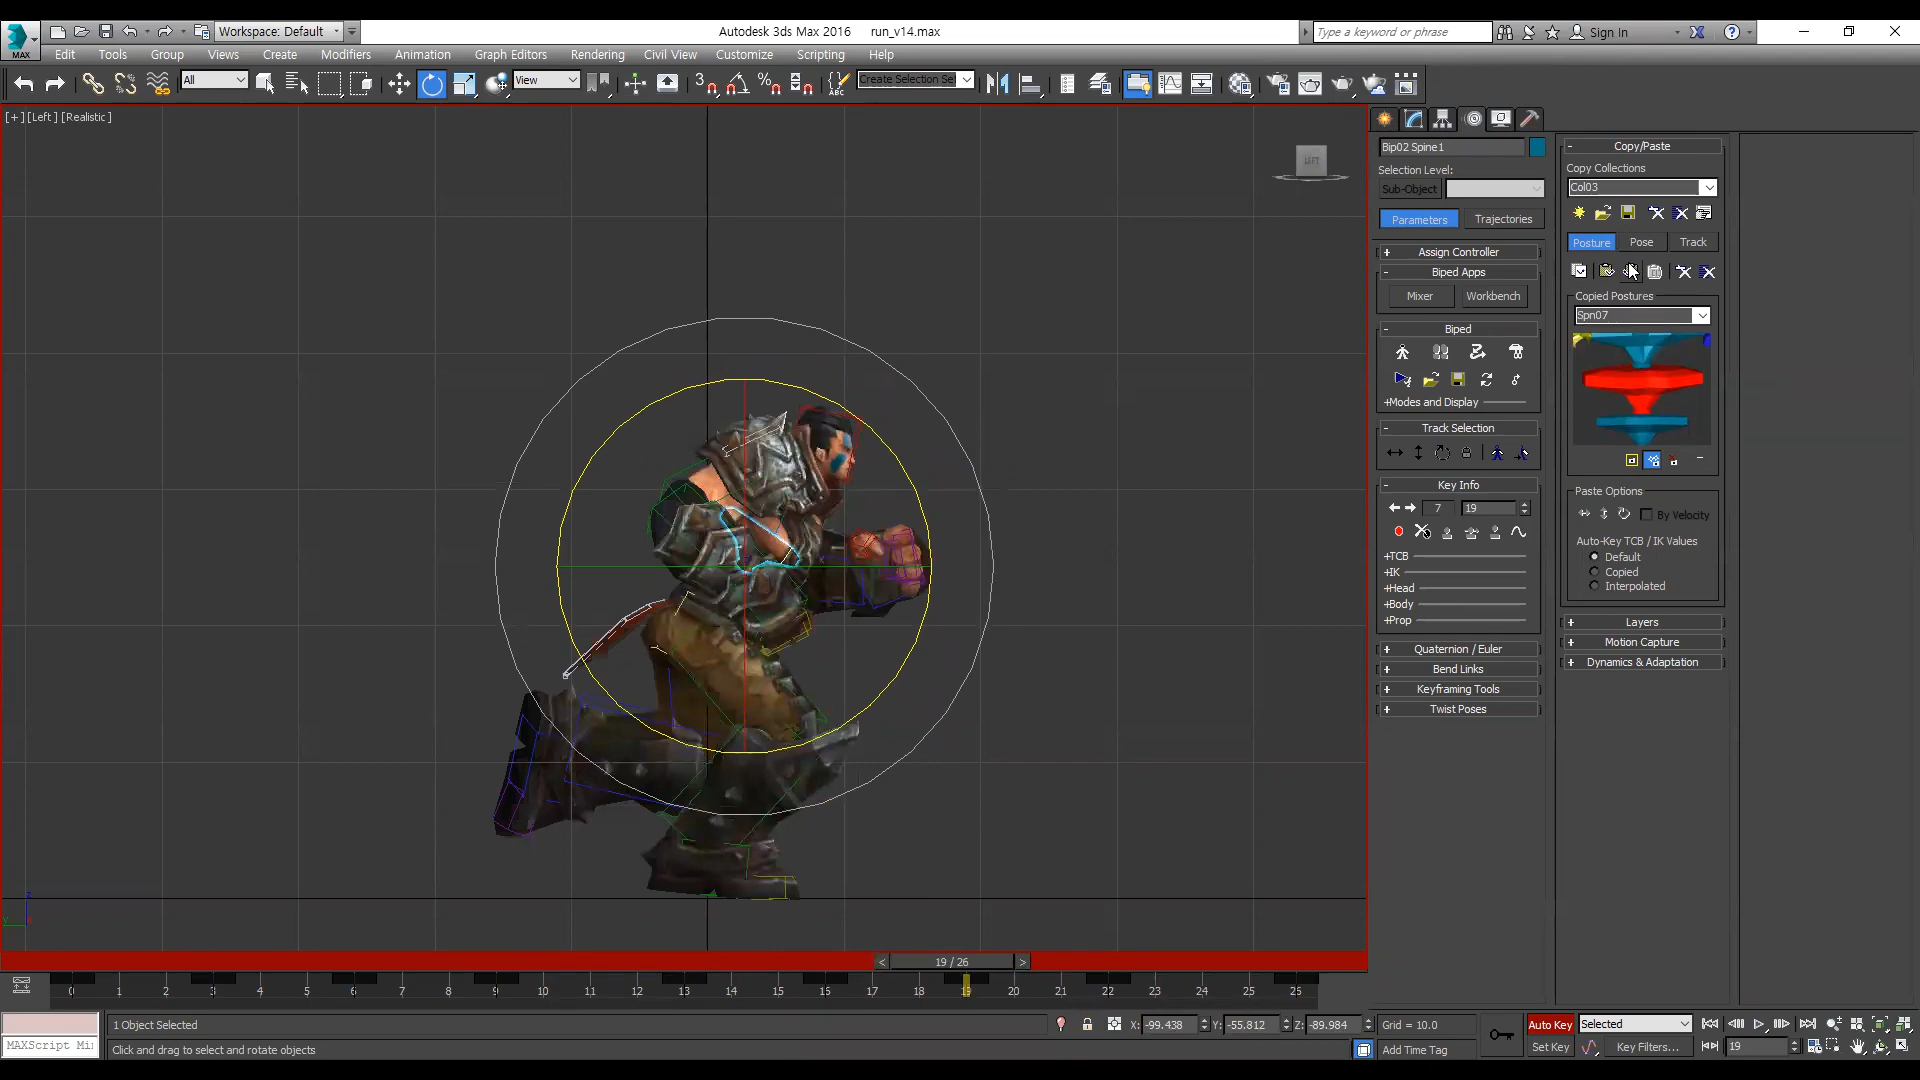 MAX
Workspace: Default
Autodesk 3ds Max 2016 run_v14.max
Type a keyword or phrase
Sign In
Edit Tools Group Views Create Modifiers Animation Graph Editors Rendering Civil View Customize Scripting Help
All
View
3
ABC
Create Selection Se
[+] [Left] [Realistic]
LEFT
Bip02 Spine1
Selection Level:
Sub-Object
Parameters Trajectories
+ Assign Controller
- Biped Apps
Mixer Workbench
- Biped
+Modes and Display
- Track Selection
- Key Info
7 19
+TCB
+IK
+Head
+Body
+Prop
+ Quaternion / Euler
+ Bend Links
+ Keyframing Tools
+ Twist Poses
- Copy/Paste
Copy Collections
Col03
Posture Pose Track
Copied Postures
Spn07
Paste Options
By Velocity
Auto-Key TCB / IK Values
Default
Copied
Interpolated
+ Layers
+ Motion Capture
+ Dynamics & Adaptation
< 19 / 26 >
0 1 2 3 4 5 6 7 8 9 10 11 12 13 14 15 16 17 18 19 20 21 22 23 24 25 26
1 Object Selected
X: -99.438 Y: -55.812 Z: -89.984 Grid = 10.0
Auto Key Selected
MAXScript Mi
Click and drag to select and rotate objects
Add Time Tag
Set Key Key Filters... 19